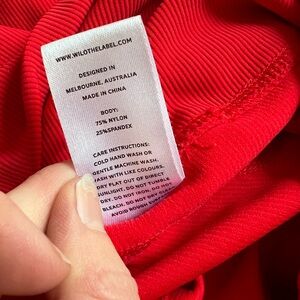 WWW.WILOTHELABEL.COM
DESIGNED IN
MELBOURNE, AUSTRALIA
MADE IN CHINA
BODY:
75% NYLON
25%SPANDEX
CARE INSTRUCTIONS:
COLD HAND WASH OR
GENTLE MACHINE WASH.
WASH WITH LIKE COLOURS.
DRY FLAT OUT OF DIRECT
SUNLIGHT. DO NOT TUMBLE
DRY. DO NOT IRON. DO NOT
BLEACH. DO NOT DRY CLEAN.
AVOID ROUGH